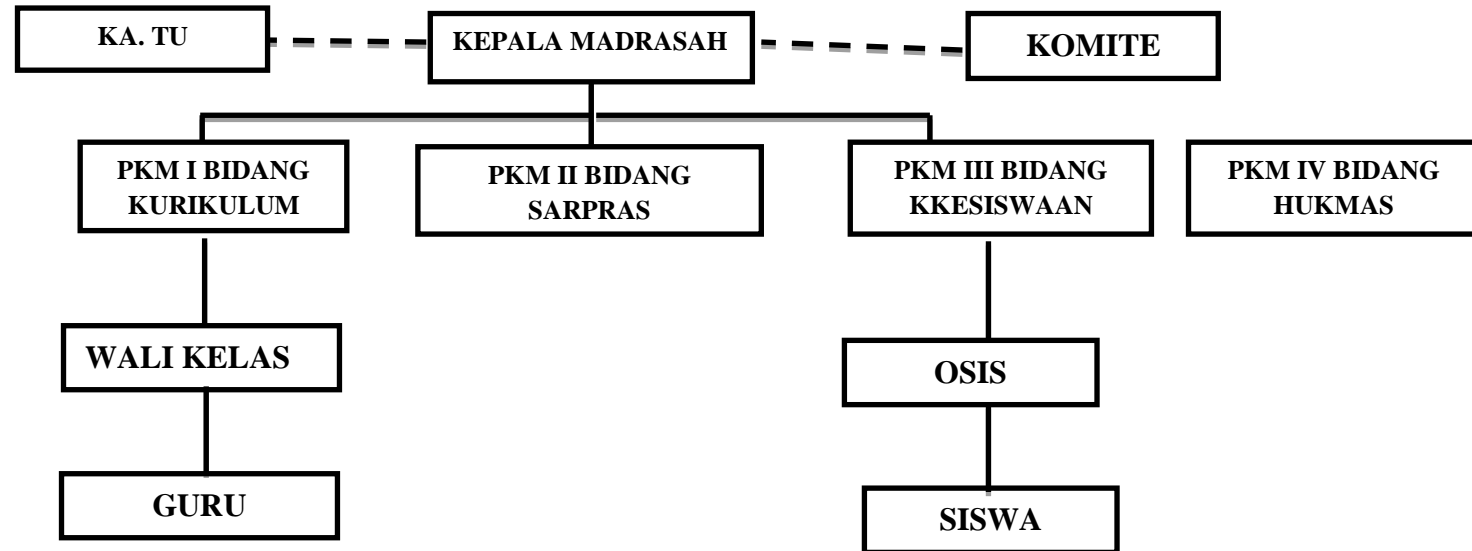 KA. TU
KEPALA MADRASAH
KOMITE
PKM I BIDANG
KURIKULUM
PKM II BIDANG
SARPRAS
PKM III BIDANG
KKESISWAAN
PKM IV BIDANG
HUKMAS
WALI KELAS
OSIS
GURU
SISWA